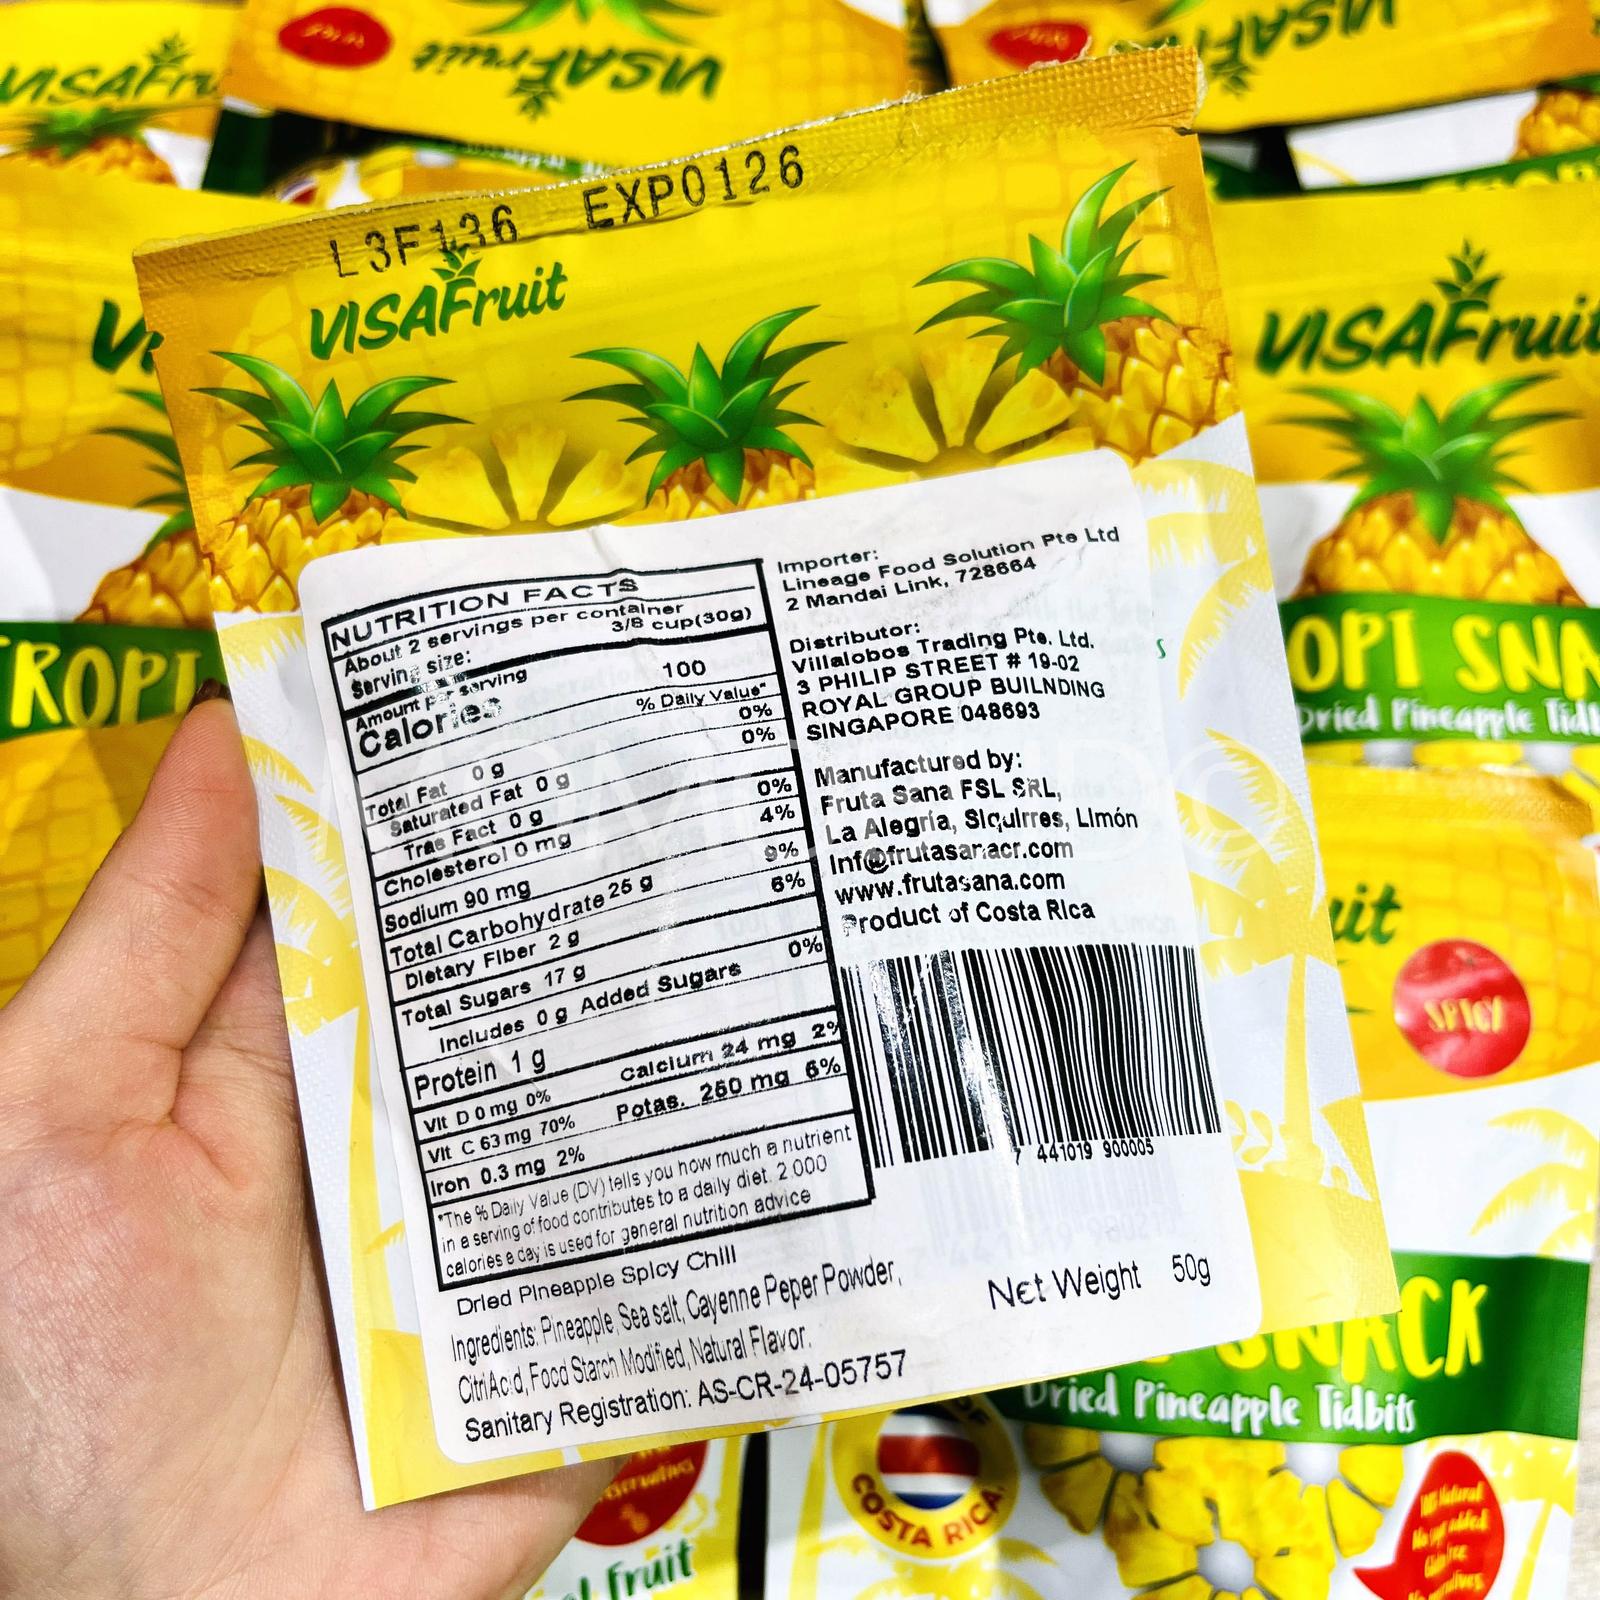 VISAFruit
VISAFruit
VISAFruit
L3F136 EXP0126
VISAFruit
VISAFruit
NUTRITION FACTS
About 2 servings per container
Serving size: 3/8 cup(30g)
Amount per serving
Calories 100
% Daily Value*
Total Fat 0 g 0%
Saturated Fat 0 g 0%
Tras Fact 0 g
Cholesterol 0 mg 0%
Sodium 90 mg 4%
Total Carbohydrate 25 g 9%
Dietary Fiber 2 g 6%
Total Sugars 17 g
Includes 0 g Added Sugars 0%
Protein 1 g
Vit D 0 mg 0% Calcium 24 mg 2%
Vit C 63 mg 70% Potas. 260 mg 6%
Iron 0.3 mg 2%
*The % Daily Value (DV) tells you how much a nutrient
in a serving of food contributes to a daily diet. 2.000
calories a day is used for general nutrition advice
Importer:
Lineage Food Solution Pte Ltd
2 Mandai Link, 728664
Distributor:
Villalobos Trading Pte. Ltd.
3 PHILIP STREET # 19-02
ROYAL GROUP BUILNDING
SINGAPORE 048693
Manufactured by:
Fruta Sana FSL SRL,
La Alegría, Siquirres, Limón
Inf@frutasanacr.com
www.frutasana.com
Product of Costa Rica
7 441019 900005
Dried Pineapple Spicy Chili
Ingredients: Pineapple, Sea salt, Cayenne Peper Powder,
CitriAcid, Food Starch Modified, Natural Flavor.
Sanitary Registration: AS-CR-24-05757
Net Weight 50g
TROPI
OPI SNA
Dried Pineapple Tidb
uit
SPICY
SNACK
Dried Pineapple Tidbits
OF
COSTA RICA
Fruit